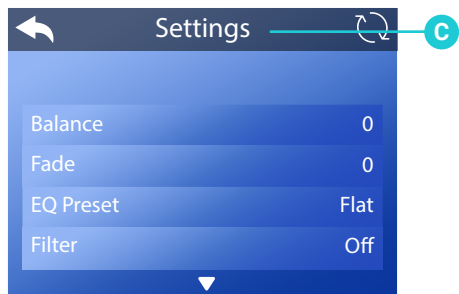 Settings
C
Balance 0
Fade 0
EQ Preset Flat
Filter Off